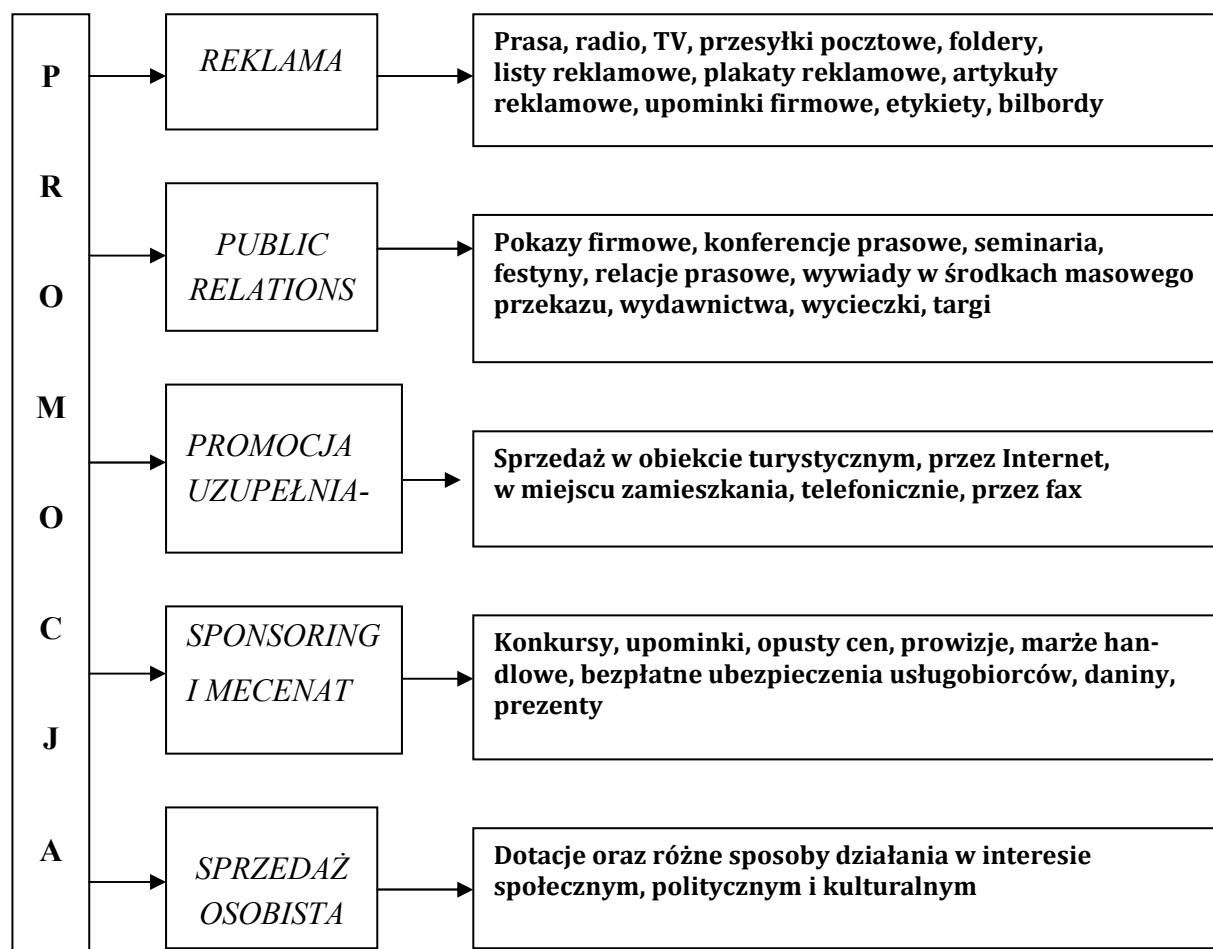 P
R
O
M
O
C
J
A
REKLAMA
Prasa, radio, TV, przesyłki pocztowe, foldery,
listy reklamowe, plakaty reklamowe, artykuły
reklamowe, upominki firmowe, etykiety, bilbordy
PUBLIC
RELATIONS
Pokazy firmowe, konferencje prasowe, seminaria,
festyny, relacje prasowe, wywiady w środkach masowego
przekazu, wydawnictwa, wycieczki, targi
PROMOCJA
UZUPEŁNIA-
Sprzedaż w obiekcie turystycznym, przez Internet,
w miejscu zamieszkania, telefonicznie, przez fax
SPONSORING
I MECENAT
Konkursy, upominki, opusty cen, prowizje, marże han-
dlowe, bezpłatne ubezpieczenia usługobiorców, daniny,
prezenty
SPRZEDAŻ
OSOBISTA
Dotacje oraz różne sposoby działania w interesie
społecznym, politycznym i kulturalnym